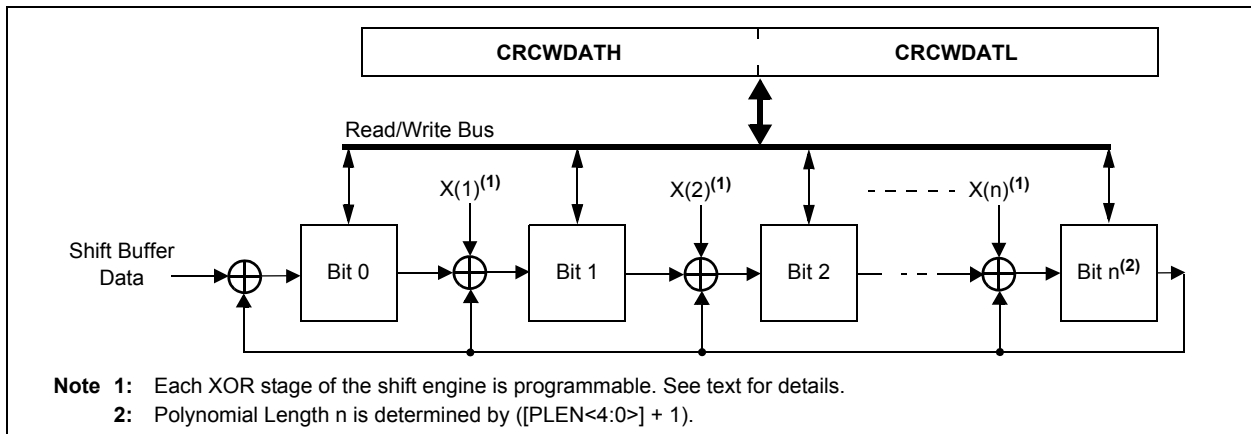 CRCWDATH CRCWDATL
Read/Write Bus
X(1)(1) X(2)(1) X(n)(1)
Shift Buffer
Data
Bit 0 Bit 1 Bit 2 Bit n(2)
Note 1: Each XOR stage of the shift engine is programmable. See text for details.
2: Polynomial Length n is determined by ([PLEN<4:0>] + 1).